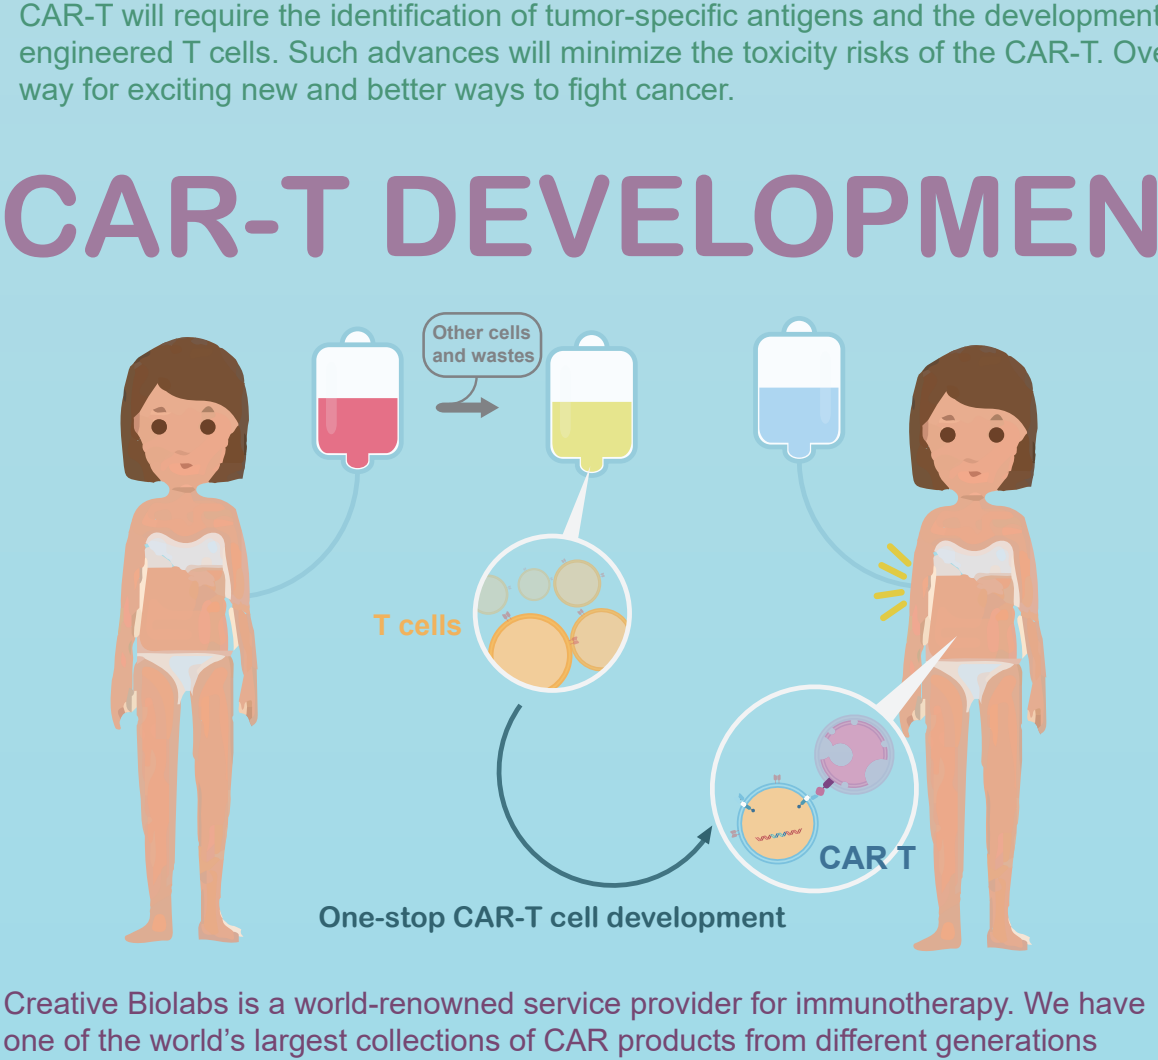 CAR-T will require the identification of tumor-specific antigens and the development
engineered T cells. Such advances will minimize the toxicity risks of the CAR-T. Ove
way for exciting new and better ways to fight cancer.
CAR-T DEVELOPMEN
Other cells
and wastes
T cells
CAR T
One-stop CAR-T cell development
Creative Biolabs is a world-renowned service provider for immunotherapy. We have
one of the world’s largest collections of CAR products from different generations